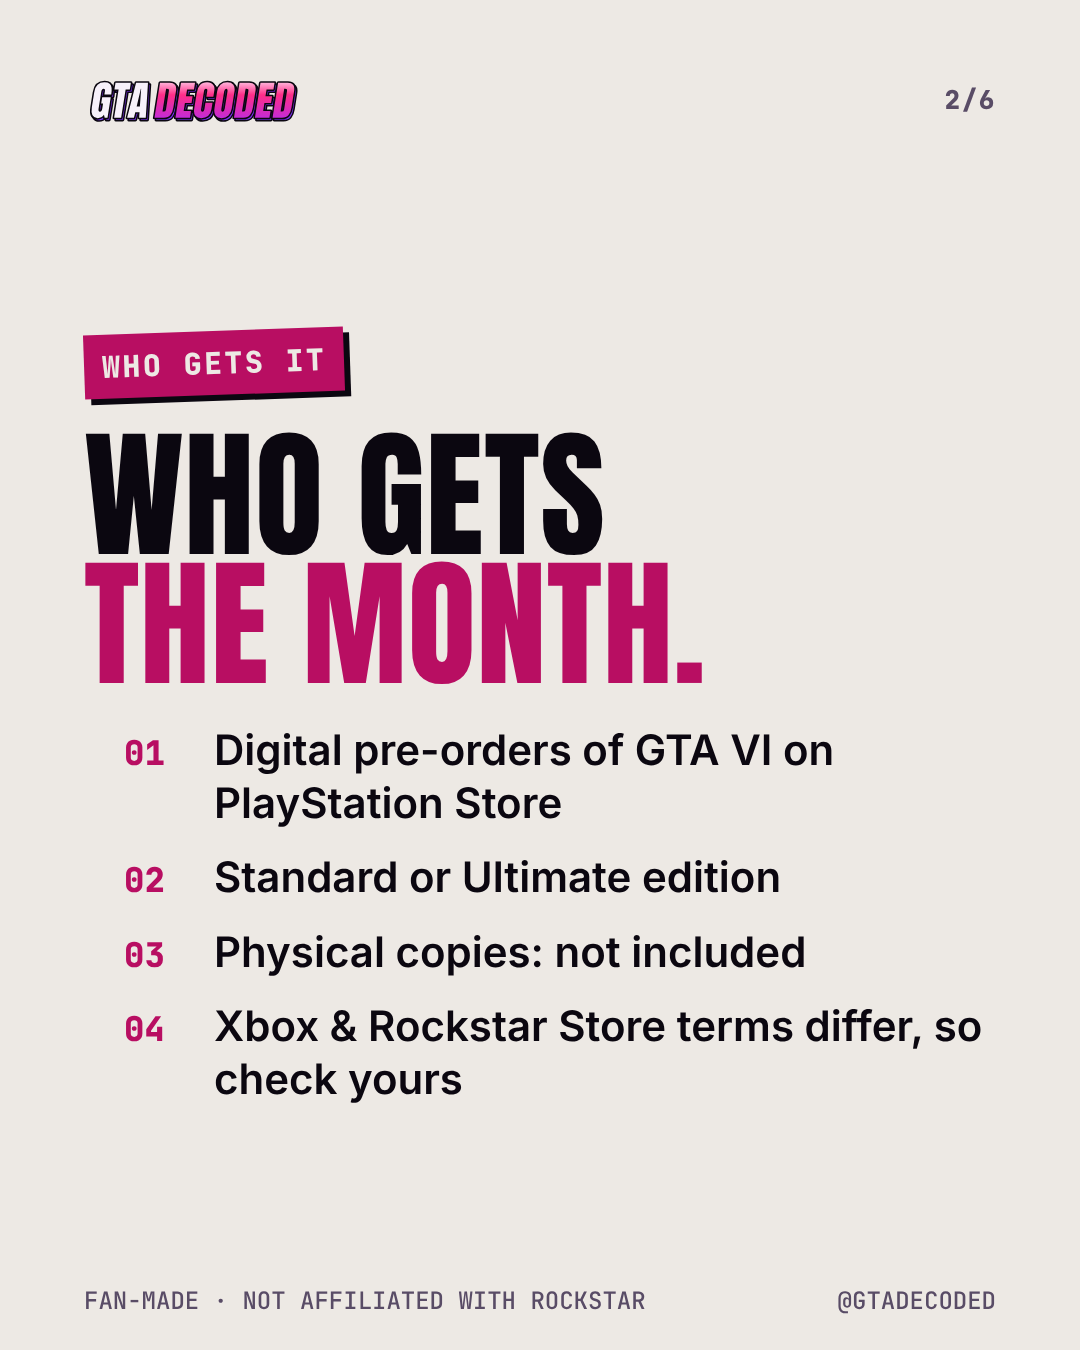 GTA DECODED
2/6
WHO GETS IT
WHO GETS
THE MONTH.
01 Digital pre-orders of GTA VI on
PlayStation Store
02 Standard or Ultimate edition
03 Physical copies: not included
04 Xbox & Rockstar Store terms differ, so
check yours
FAN-MADE · NOT AFFILIATED WITH ROCKSTAR
@GTADECODED